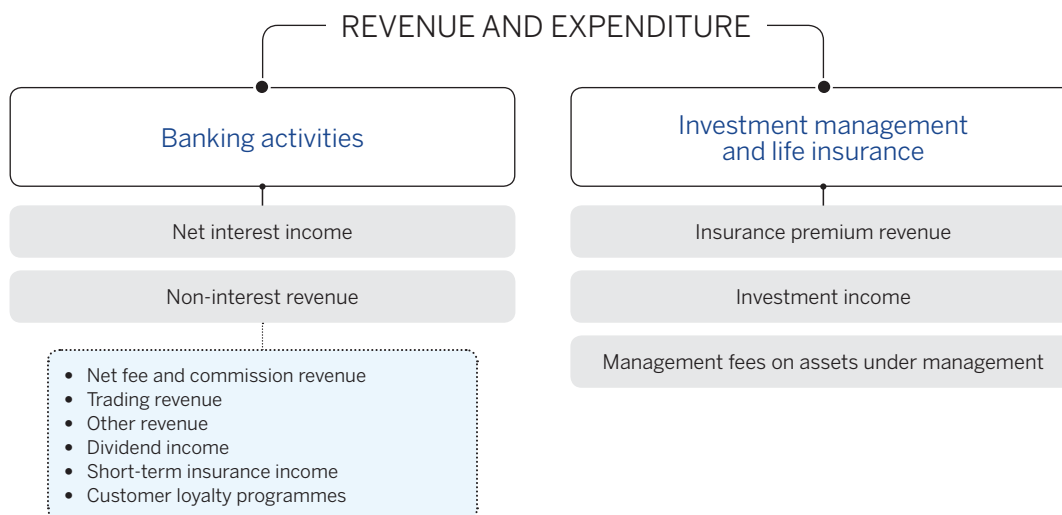 REVENUE AND EXPENDITURE
Banking activities
Net interest income
Non-interest revenue
• Net fee and commission revenue
• Trading revenue
• Other revenue
• Dividend income
• Short-term insurance income
• Customer loyalty programmes
Investment management
and life insurance
Insurance premium revenue
Investment income
Management fees on assets under management